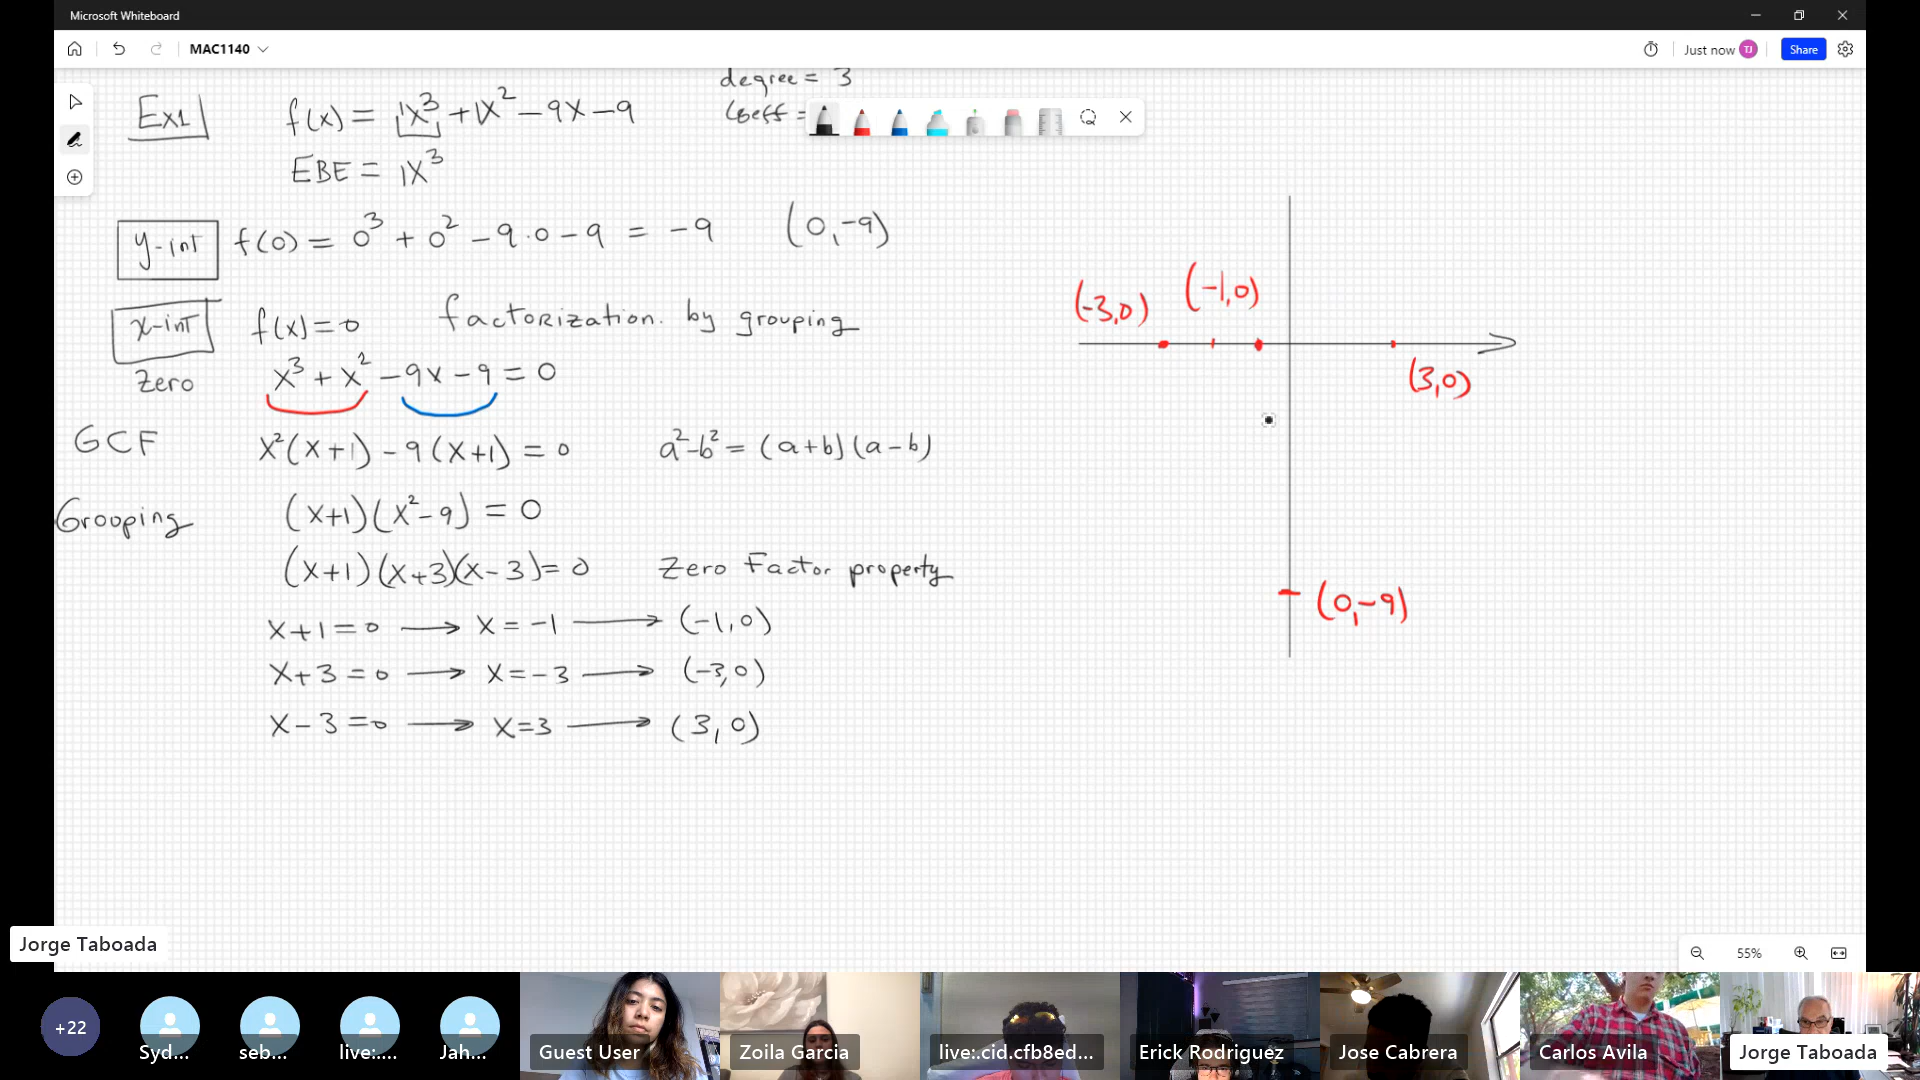 Microsoft Whiteboard
MAC1140
Just now TJ Share
degree = 3
Coeff =
Ex1 f(x) = 1x³ + 1x² - 9x - 9
EBE = 1x³
y-int f(0) = 0³ + 0² - 9·0 - 9 = -9 (0,-9)
x-int f(x) = 0 factorization. by grouping
Zero x³ + x² - 9x - 9 = 0
GCF x²(x+1) - 9(x+1) = 0 a²-b² = (a+b)(a-b)
Grouping (x+1)(x²-9) = 0
(x+1)(x+3)(x-3) = 0 Zero Factor property
x+1=0 → x = -1 → (-1,0)
x+3=0 → x=-3 → (-3,0)
x-3=0 → x=3 → (3,0)
(-3,0) (-1,0)
(3,0)
(0,-9)
55%
Jorge Taboada
+22 Syd... seb... live:.... Jah... Guest User Zoila Garcia live:.cid.cfb8ed... Erick Rodriguez Jose Cabrera Carlos Avila Jorge Taboada